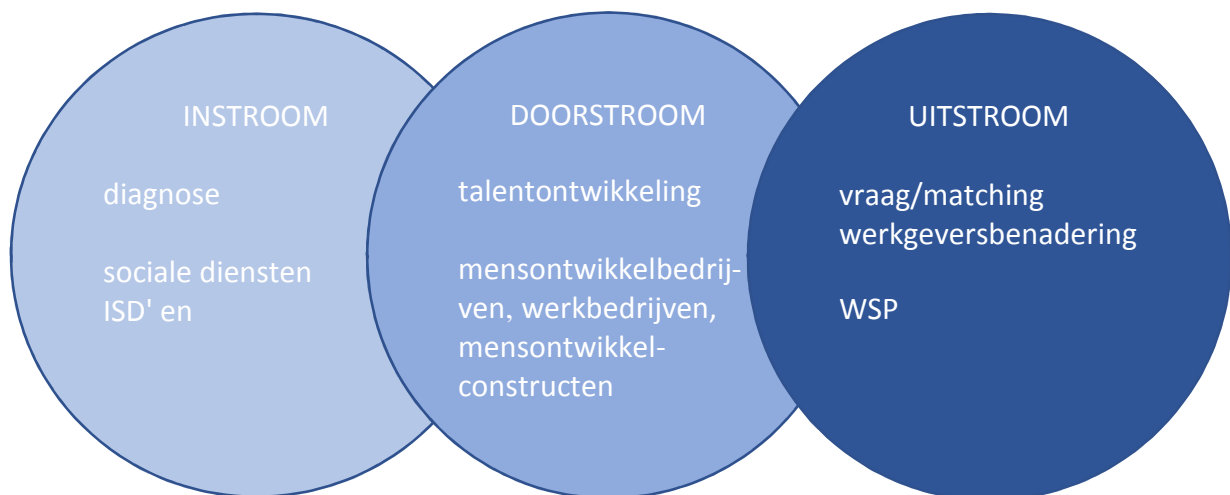 INSTROOM
diagnose
sociale diensten
ISD' en
DOORSTROOM
talentontwikkeling
mensontwikkelbedrij-
ven, werkbedrijven,
mensontwikkel-
constructen
UITSTROOM
vraag/matching
werkgeversbenadering
WSP